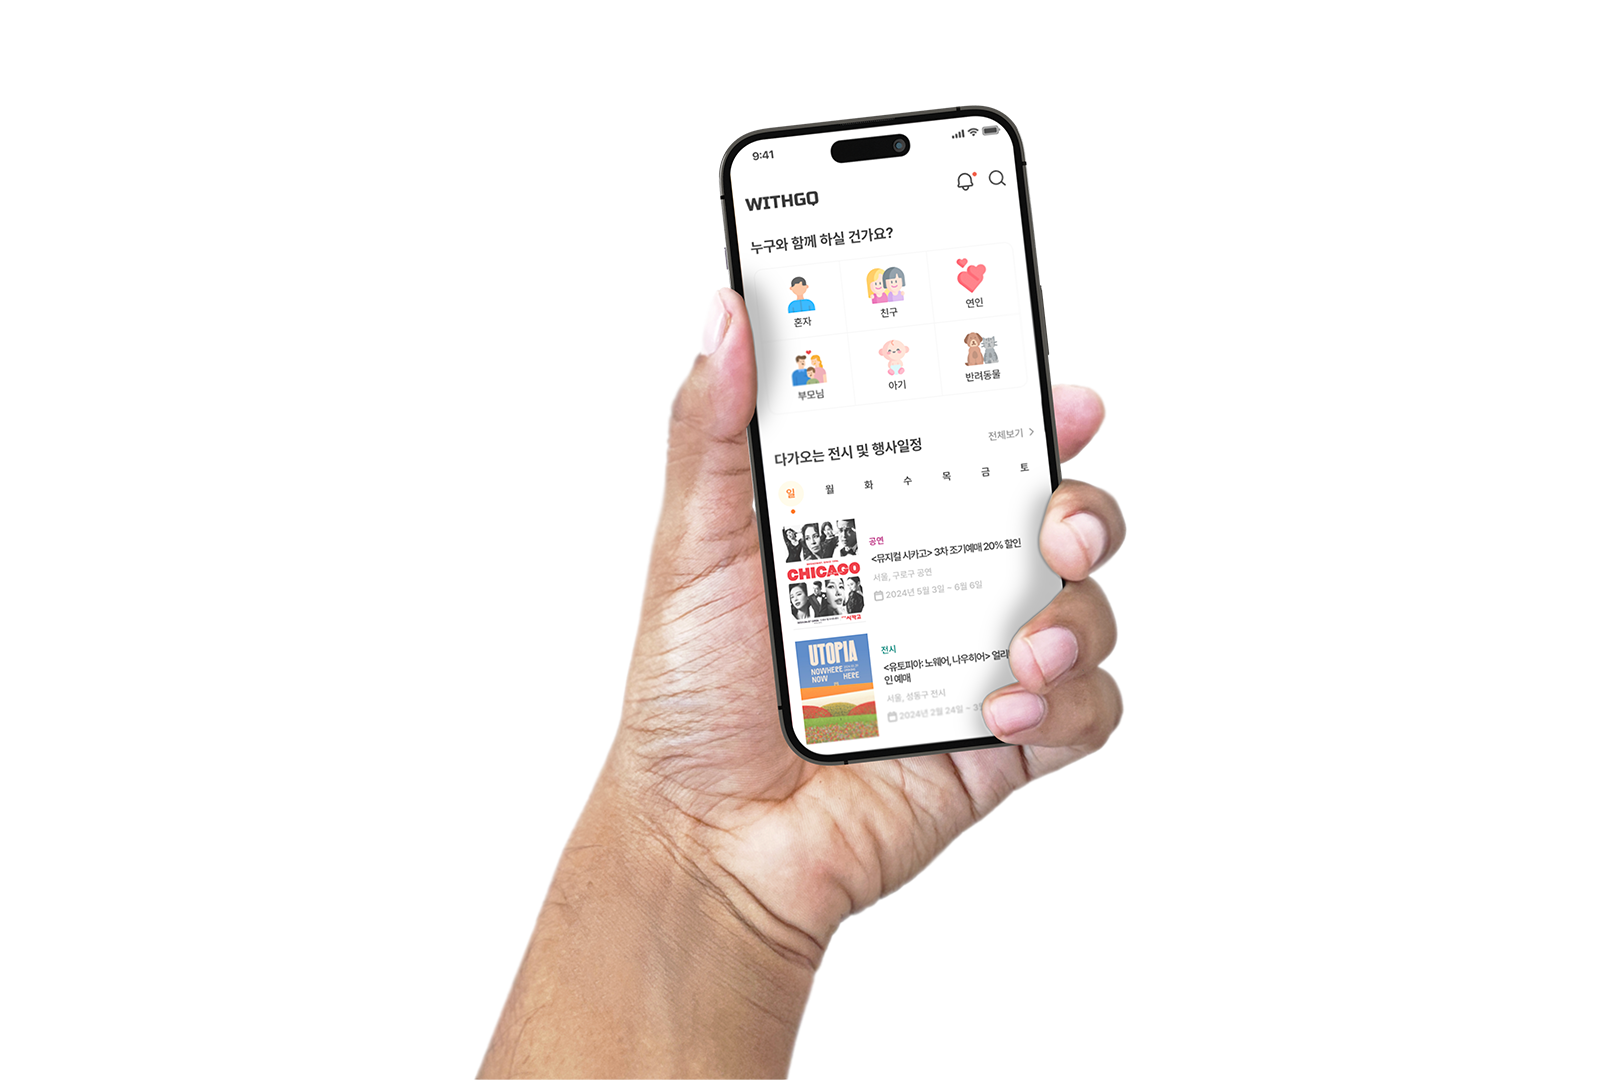 9:41
WITHGO
누구와 함께 하실 건가요?
혼자
친구
연인
부모님
아기
반려동물
다가오는 전시 및 행사일정
전체보기 >
일 월 화 수 목 금 토
CHICAGO
시카고
공연
<뮤지컬 시카고> 3차 조기예매 20% 할인
서울, 구로구 공연
2024년 5월 3일 ~ 6월 6일
UTOPIA
NOWHERE
NOW HERE
전시
<유토피아: 노웨어, 나우히어> 얼리
인 예매
서울, 성동구 전시
2024년 2월 24일 ~ 3